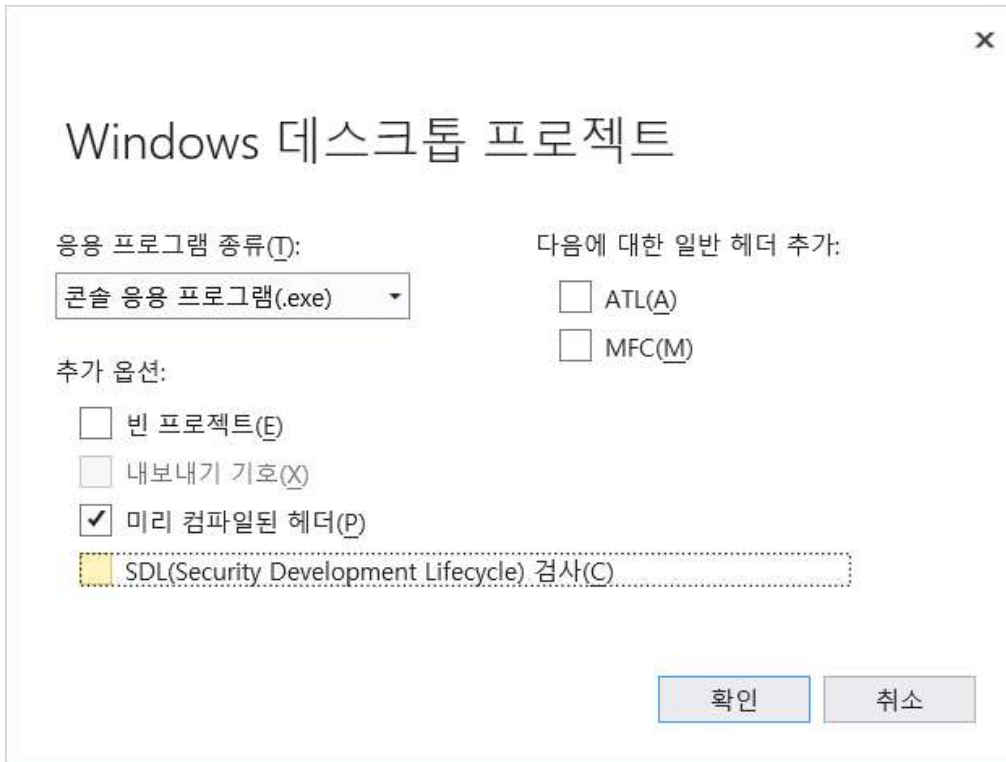 Windows 데스크톱 프로젝트
응용 프로그램 종류(T):
콘솔 응용 프로그램(.exe)
추가 옵션:
빈 프로젝트(E)
내보내기 기호(X)
미리 컴파일된 헤더(P)
SDL(Security Development Lifecycle) 검사(C)
다음에 대한 일반 헤더 추가:
ATL(A)
MFC(M)
확인
취소